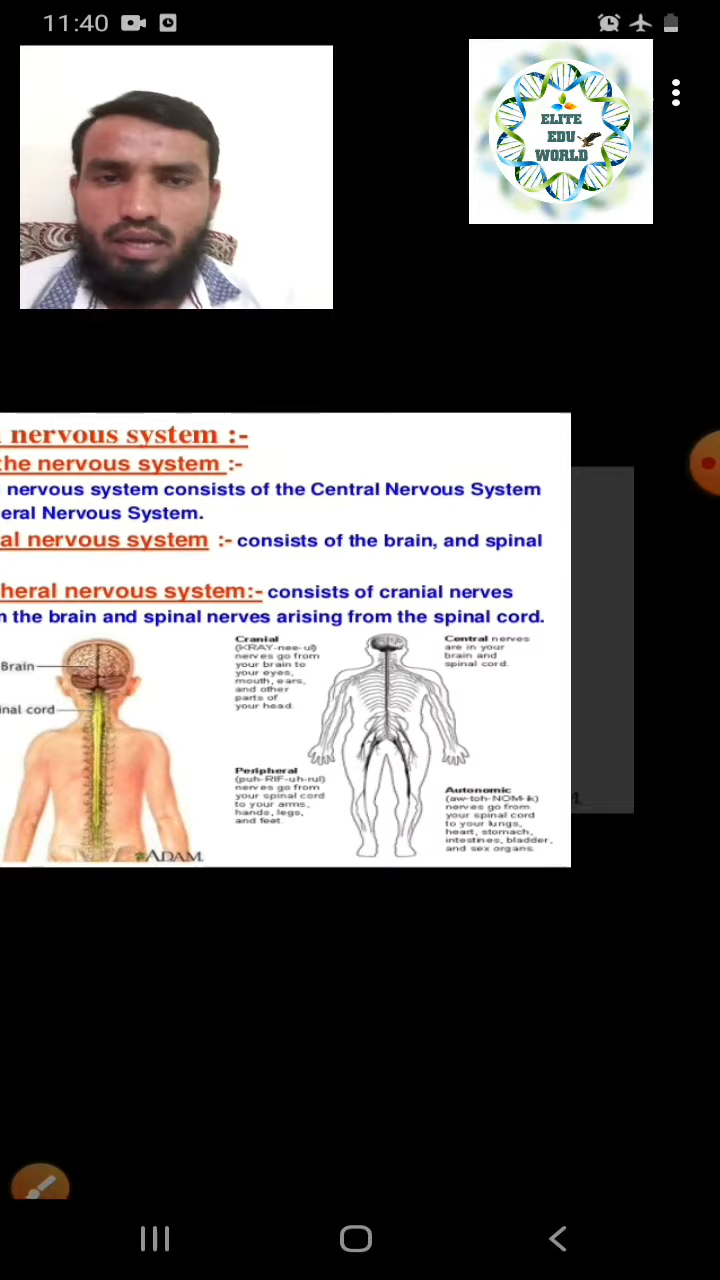 11:40
ELITE
EDU
WORLD
nervous system :-
the nervous system :-
nervous system consists of the Central Nervous System
eral Nervous System.
al nervous system :- consists of the brain, and spinal
heral nervous system:- consists of cranial nerves
the brain and spinal nerves arising from the spinal cord.
Brain
inal cord
ADAM.
Cranial
(KRAY-nee-ul)
nerves go from
your brain to
your eyes,
mouth, ears,
and other
parts of
your head.
Central nerves
are in your
brain and
spinal cord.
Peripheral
(puh-RIF-uh-rul)
nerves go from
your spinal cord
to your arms,
hands, legs,
and feet.
Autonomic
(aw-toh-NOM-ik)
nerves go from
your spinal cord
to your lungs,
heart, stomach,
intestines, bladder,
and sex organs.